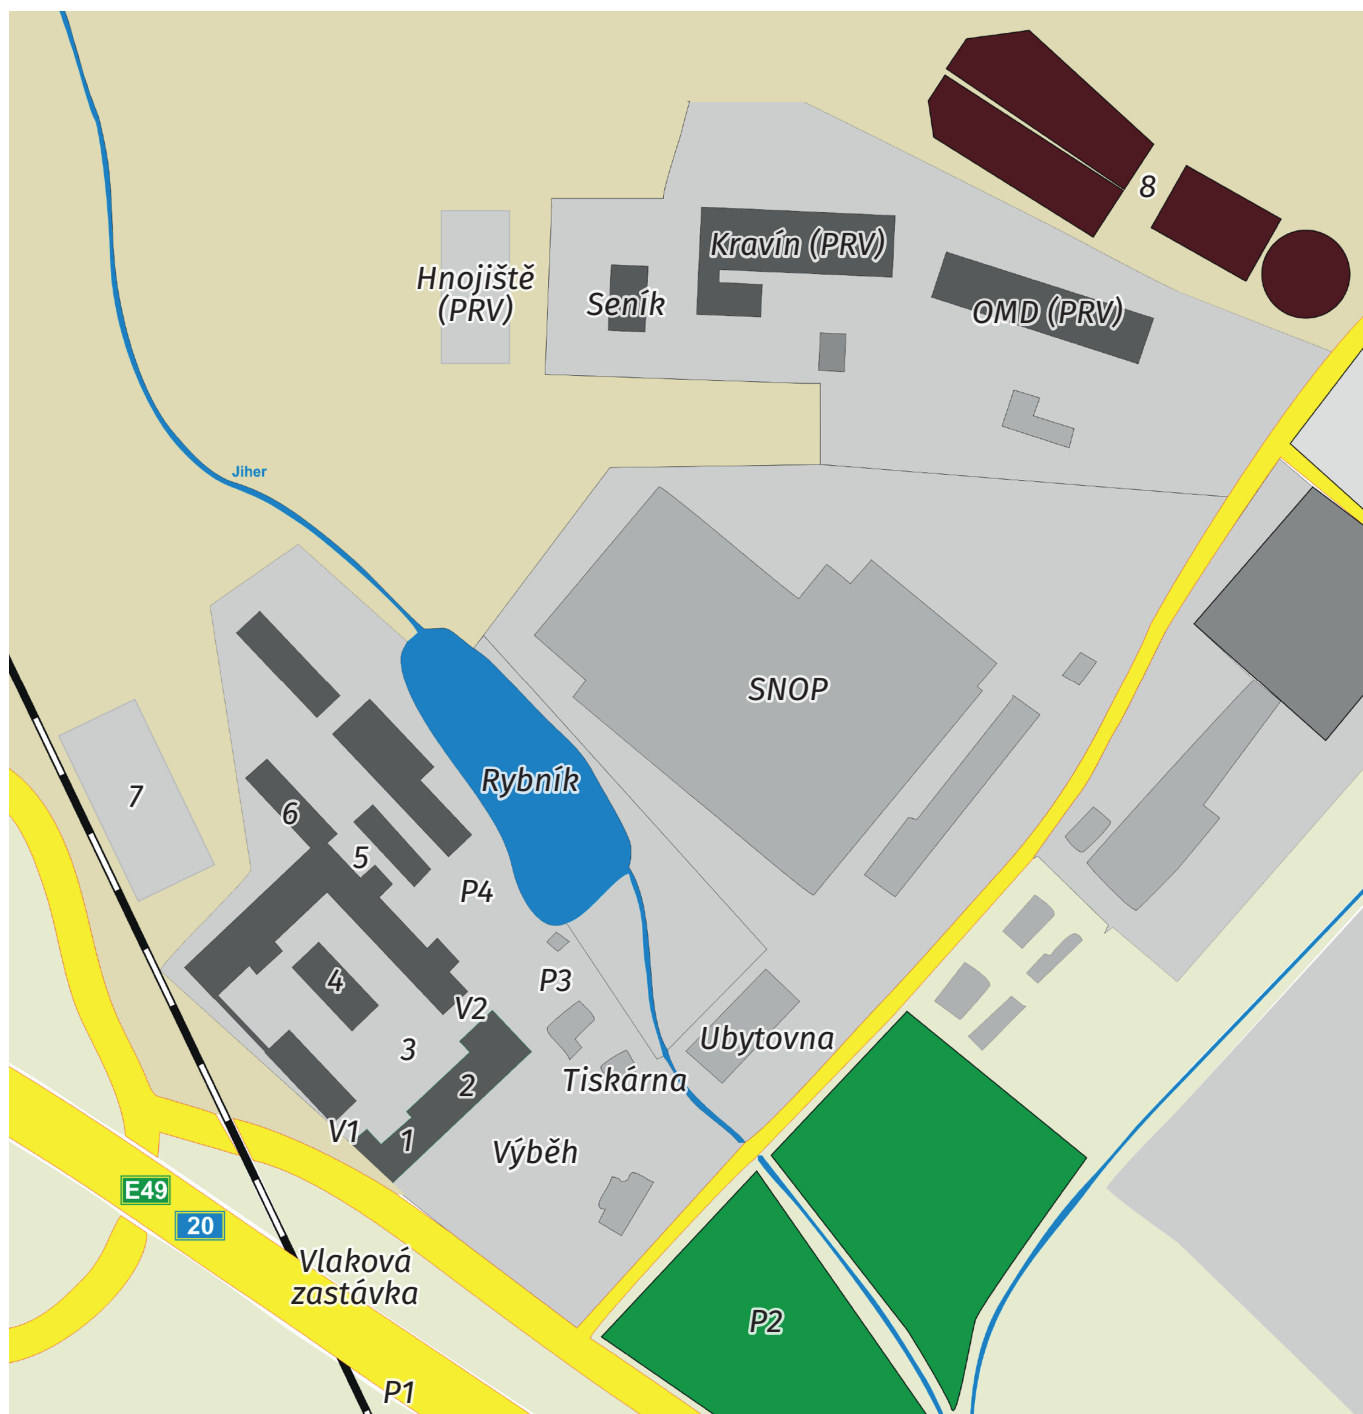 8
Kravín (PRV)
Hnojiště
(PRV)
Seník
OMD (PRV)
Jiher
SNOP
Rybník
7
6
5
P4
4
P3
V2
3
Ubytovna
Tiskárna
2
V1
1
Výběh
E49
20
Vlaková
zastávka
P2
P1